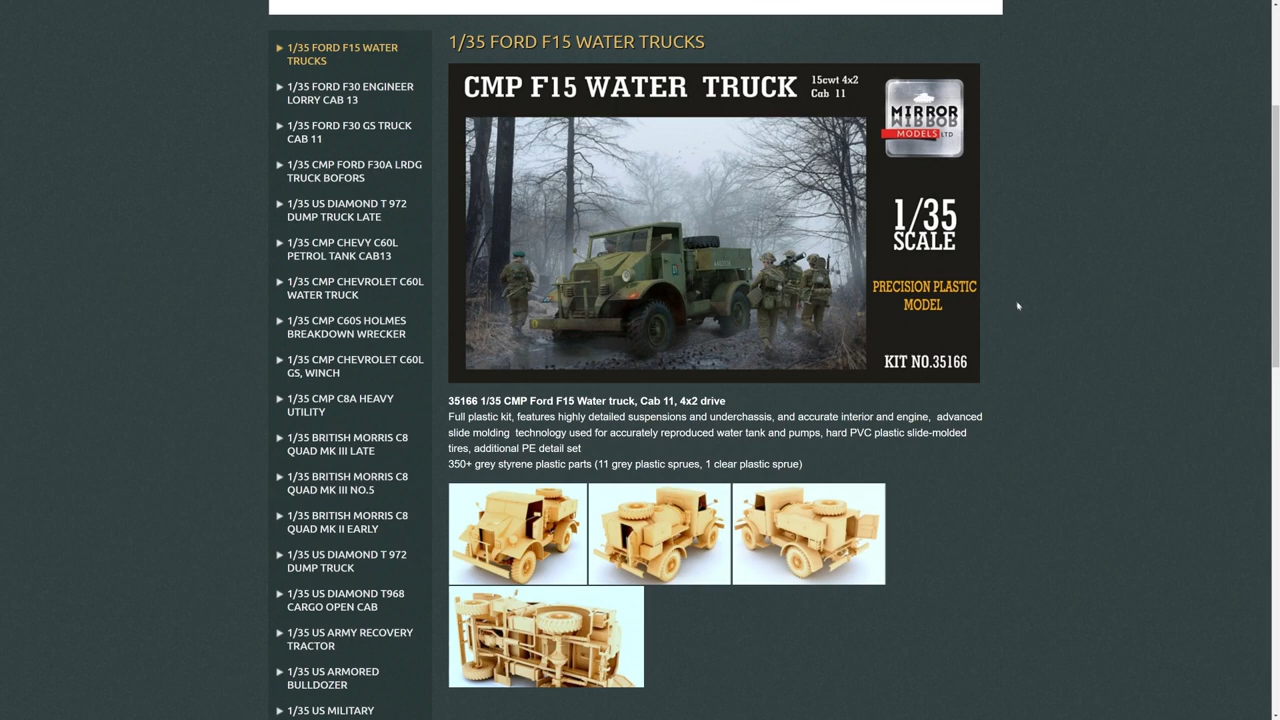 1/35 FORD F15 WATER
TRUCKS
1/35 FORD F30 ENGINEER
LORRY CAB 13
1/35 FORD F30 GS TRUCK
CAB 11
1/35 CMP FORD F30A LRDG
TRUCK BOFORS
1/35 US DIAMOND T 972
DUMP TRUCK LATE
1/35 CMP CHEVY C60L
PETROL TANK CAB13
1/35 CMP CHEVROLET C60L
WATER TRUCK
1/35 CMP C60S HOLMES
BREAKDOWN WRECKER
1/35 CMP CHEVROLET C60L
GS, WINCH
1/35 CMP C8A HEAVY
UTILITY
1/35 BRITISH MORRIS C8
QUAD MK III LATE
1/35 BRITISH MORRIS C8
QUAD MK III NO.5
1/35 BRITISH MORRIS C8
QUAD MK II EARLY
1/35 US DIAMOND T 972
DUMP TRUCK
1/35 US DIAMOND T968
CARGO OPEN CAB
1/35 US ARMY RECOVERY
TRACTOR
1/35 US ARMORED
BULLDOZER
1/35 US MILITARY
1/35 FORD F15 WATER TRUCKS
CMP F15 WATER TRUCK
15cwt 4x2
Cab 11
MIRROR
MODELS LTD
1/35
SCALE
PRECISION PLASTIC
MODEL
KIT NO.35166
35166 1/35 CMP Ford F15 Water truck, Cab 11, 4x2 drive
Full plastic kit, features highly detailed suspensions and underchassis, and accurate interior and engine, advanced
slide molding technology used for accurately reproduced water tank and pumps, hard PVC plastic slide-molded
tires, additional PE detail set
350+ grey styrene plastic parts (11 grey plastic sprues, 1 clear plastic sprue)